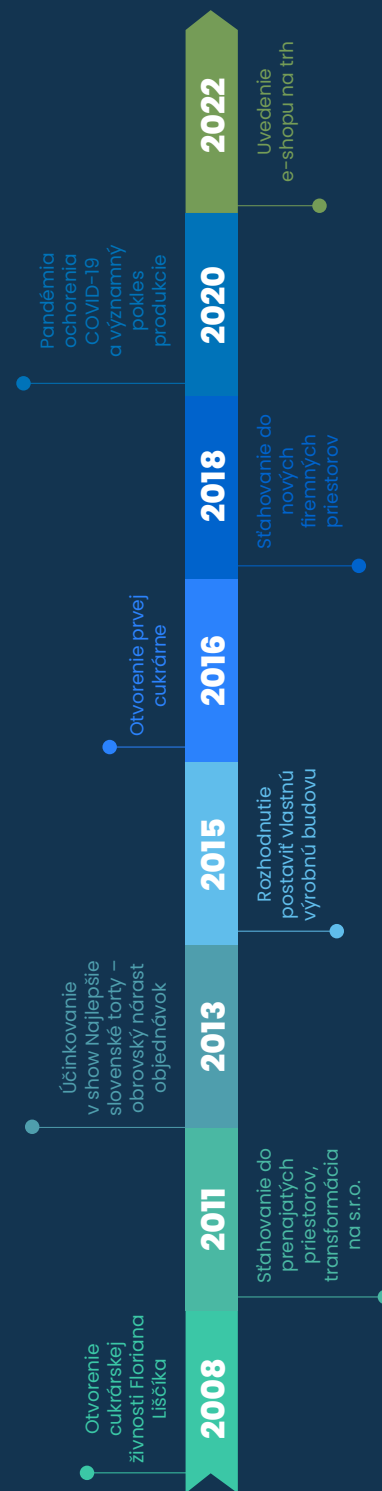 2008
Otvorenie
cukrárskej
živnosti Floriana
Liščíka
2011
Sťahovanie do
prenajatých
priestorov,
transformácia
na s.r.o.
2013
Účinkovanie
v show Najlepšie
slovenské torty –
obrovský nárast
objednávok
2015
Rozhodnutie
postaviť vlastnú
výrobnú budovu
2016
Otvorenie prvej
cukrárne
2018
Sťahovanie do
nových
firemných
priestorov
2020
Pandémia
ochorenia
COVID-19
a významný
pokles
produkcie
2022
Uvedenie
e-shopu na trh